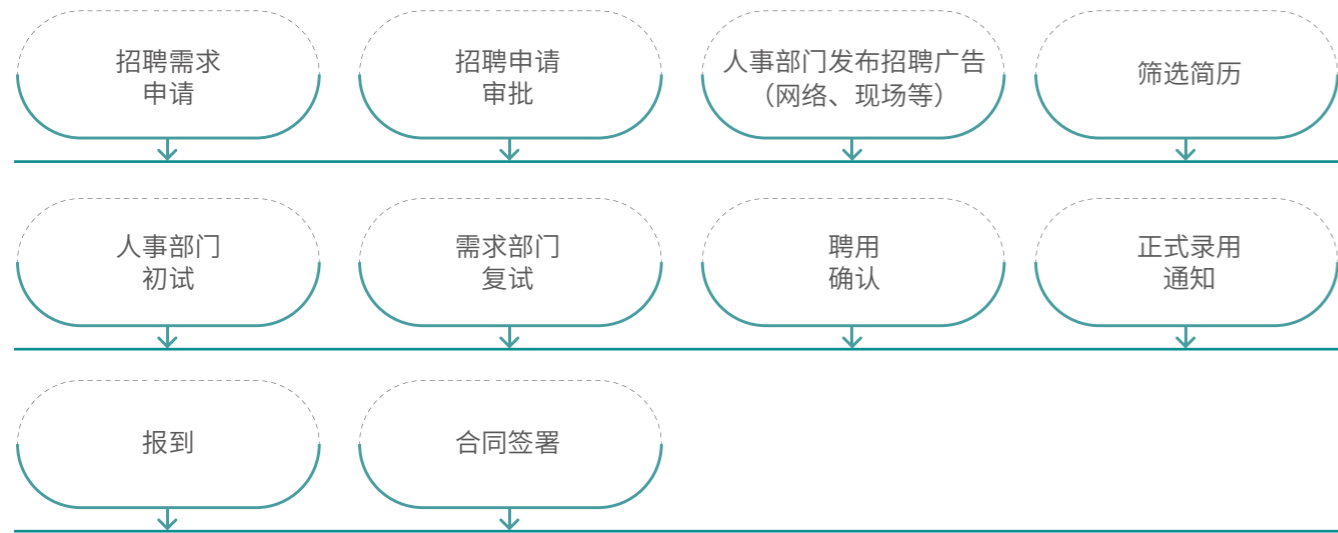 招聘需求
申请
招聘申请
审批
人事部门发布招聘广告
（网络、现场等）
筛选简历
人事部门
初试
需求部门
复试
聘用
确认
正式录用
通知
报到
合同签署